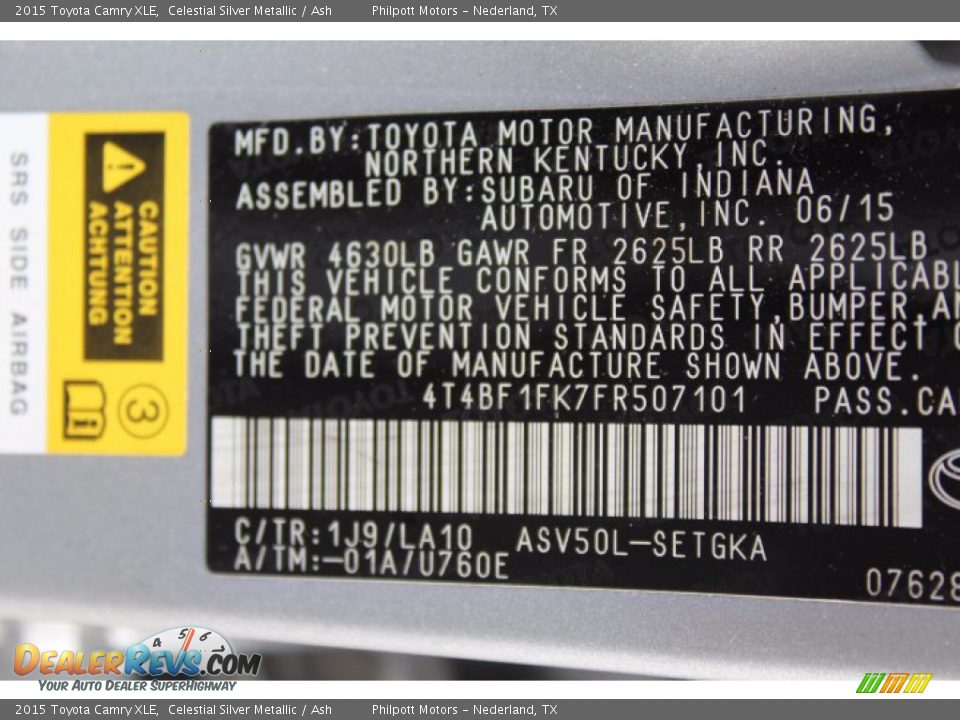 2015 Toyota Camry XLE,  Celestial Silver Metallic / Ash          Philpott Motors – Nederland, TX
SRS SIDE AIRBAG
CAUTION
ATTENTION
ACHTUNG
3
MFD.BY:TOYOTA MOTOR MANUFACTURING,
NORTHERN KENTUCKY,INC.
ASSEMBLED BY:SUBARU OF INDIANA
AUTOMOTIVE,INC. 06/15
GVWR 4630LB GAWR FR 2625LB RR 2625LB
THIS VEHICLE CONFORMS TO ALL APPLICABL
FEDERAL MOTOR VEHICLE SAFETY,BUMPER,AN
THEFT PREVENTION STANDARDS IN EFFECT O
THE DATE OF MANUFACTURE SHOWN ABOVE.
4T4BF1FK7FR507101 PASS.CA
C/TR:1J9/LA10 ASV50L-SETGKA
A/TM:-01A/U760E
07628
4 5 6
DEALERREVS.COM
YOUR AUTO DEALER SUPERHIGHWAY
2015 Toyota Camry XLE,  Celestial Silver Metallic / Ash          Philpott Motors – Nederland, TX